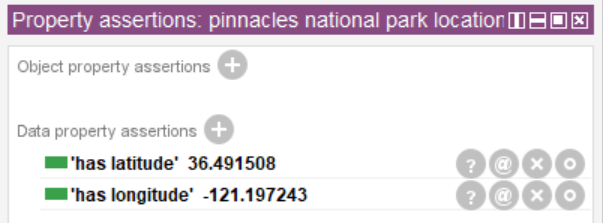 Property assertions: pinnacles national park location
Object property assertions
Data property assertions
'has latitude' 36.491508
? @
'has longitude' -121.197243
? @